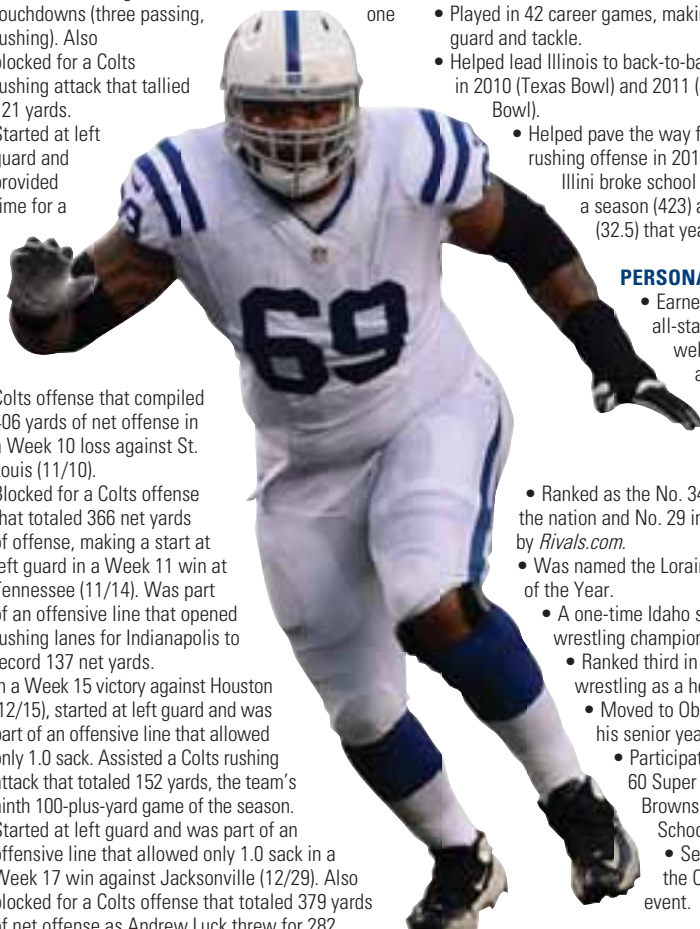 touchdowns (three passing, one
rushing). Also
blocked for a Colts
rushing attack that tallied
21 yards.
Started at left
guard and
provided
time for a
Colts offense that compiled
406 yards of net offense in
a Week 10 loss against St.
Louis (11/10).
Blocked for a Colts offense
that totaled 366 net yards
of offense, making a start at
left guard in a Week 11 win at
Tennessee (11/14). Was part
of an offensive line that opened
rushing lanes for Indianapolis to
record 137 net yards.
In a Week 15 victory against Houston
(12/15), started at left guard and was
part of an offensive line that allowed
only 1.0 sack. Assisted a Colts rushing
attack that totaled 152 yards, the team's
ninth 100-plus-yard game of the season.
Started at left guard and was part of an
offensive line that allowed only 1.0 sack in a
Week 17 win against Jacksonville (12/29). Also
blocked for a Colts offense that totaled 379 yards
of net offense as Andrew Luck threw for 282
69
69
• Played in 42 career games, makin
guard and tackle.
• Helped lead Illinois to back-to-ba
in 2010 (Texas Bowl) and 2011 (
Bowl).
• Helped pave the way f
rushing offense in 201
Illini broke school
a season (423) a
(32.5) that yea
PERSONA
• Earne
all-sta
wel
a
• Ranked as the No. 34
the nation and No. 29 in
by Rivals.com.
• Was named the Lorain
of the Year.
• A one-time Idaho s
wrestling champion
• Ranked third in
wrestling as a he
• Moved to Ob
his senior yea
• Participat
60 Super
Browns
Schoo
• Se
the O
event.